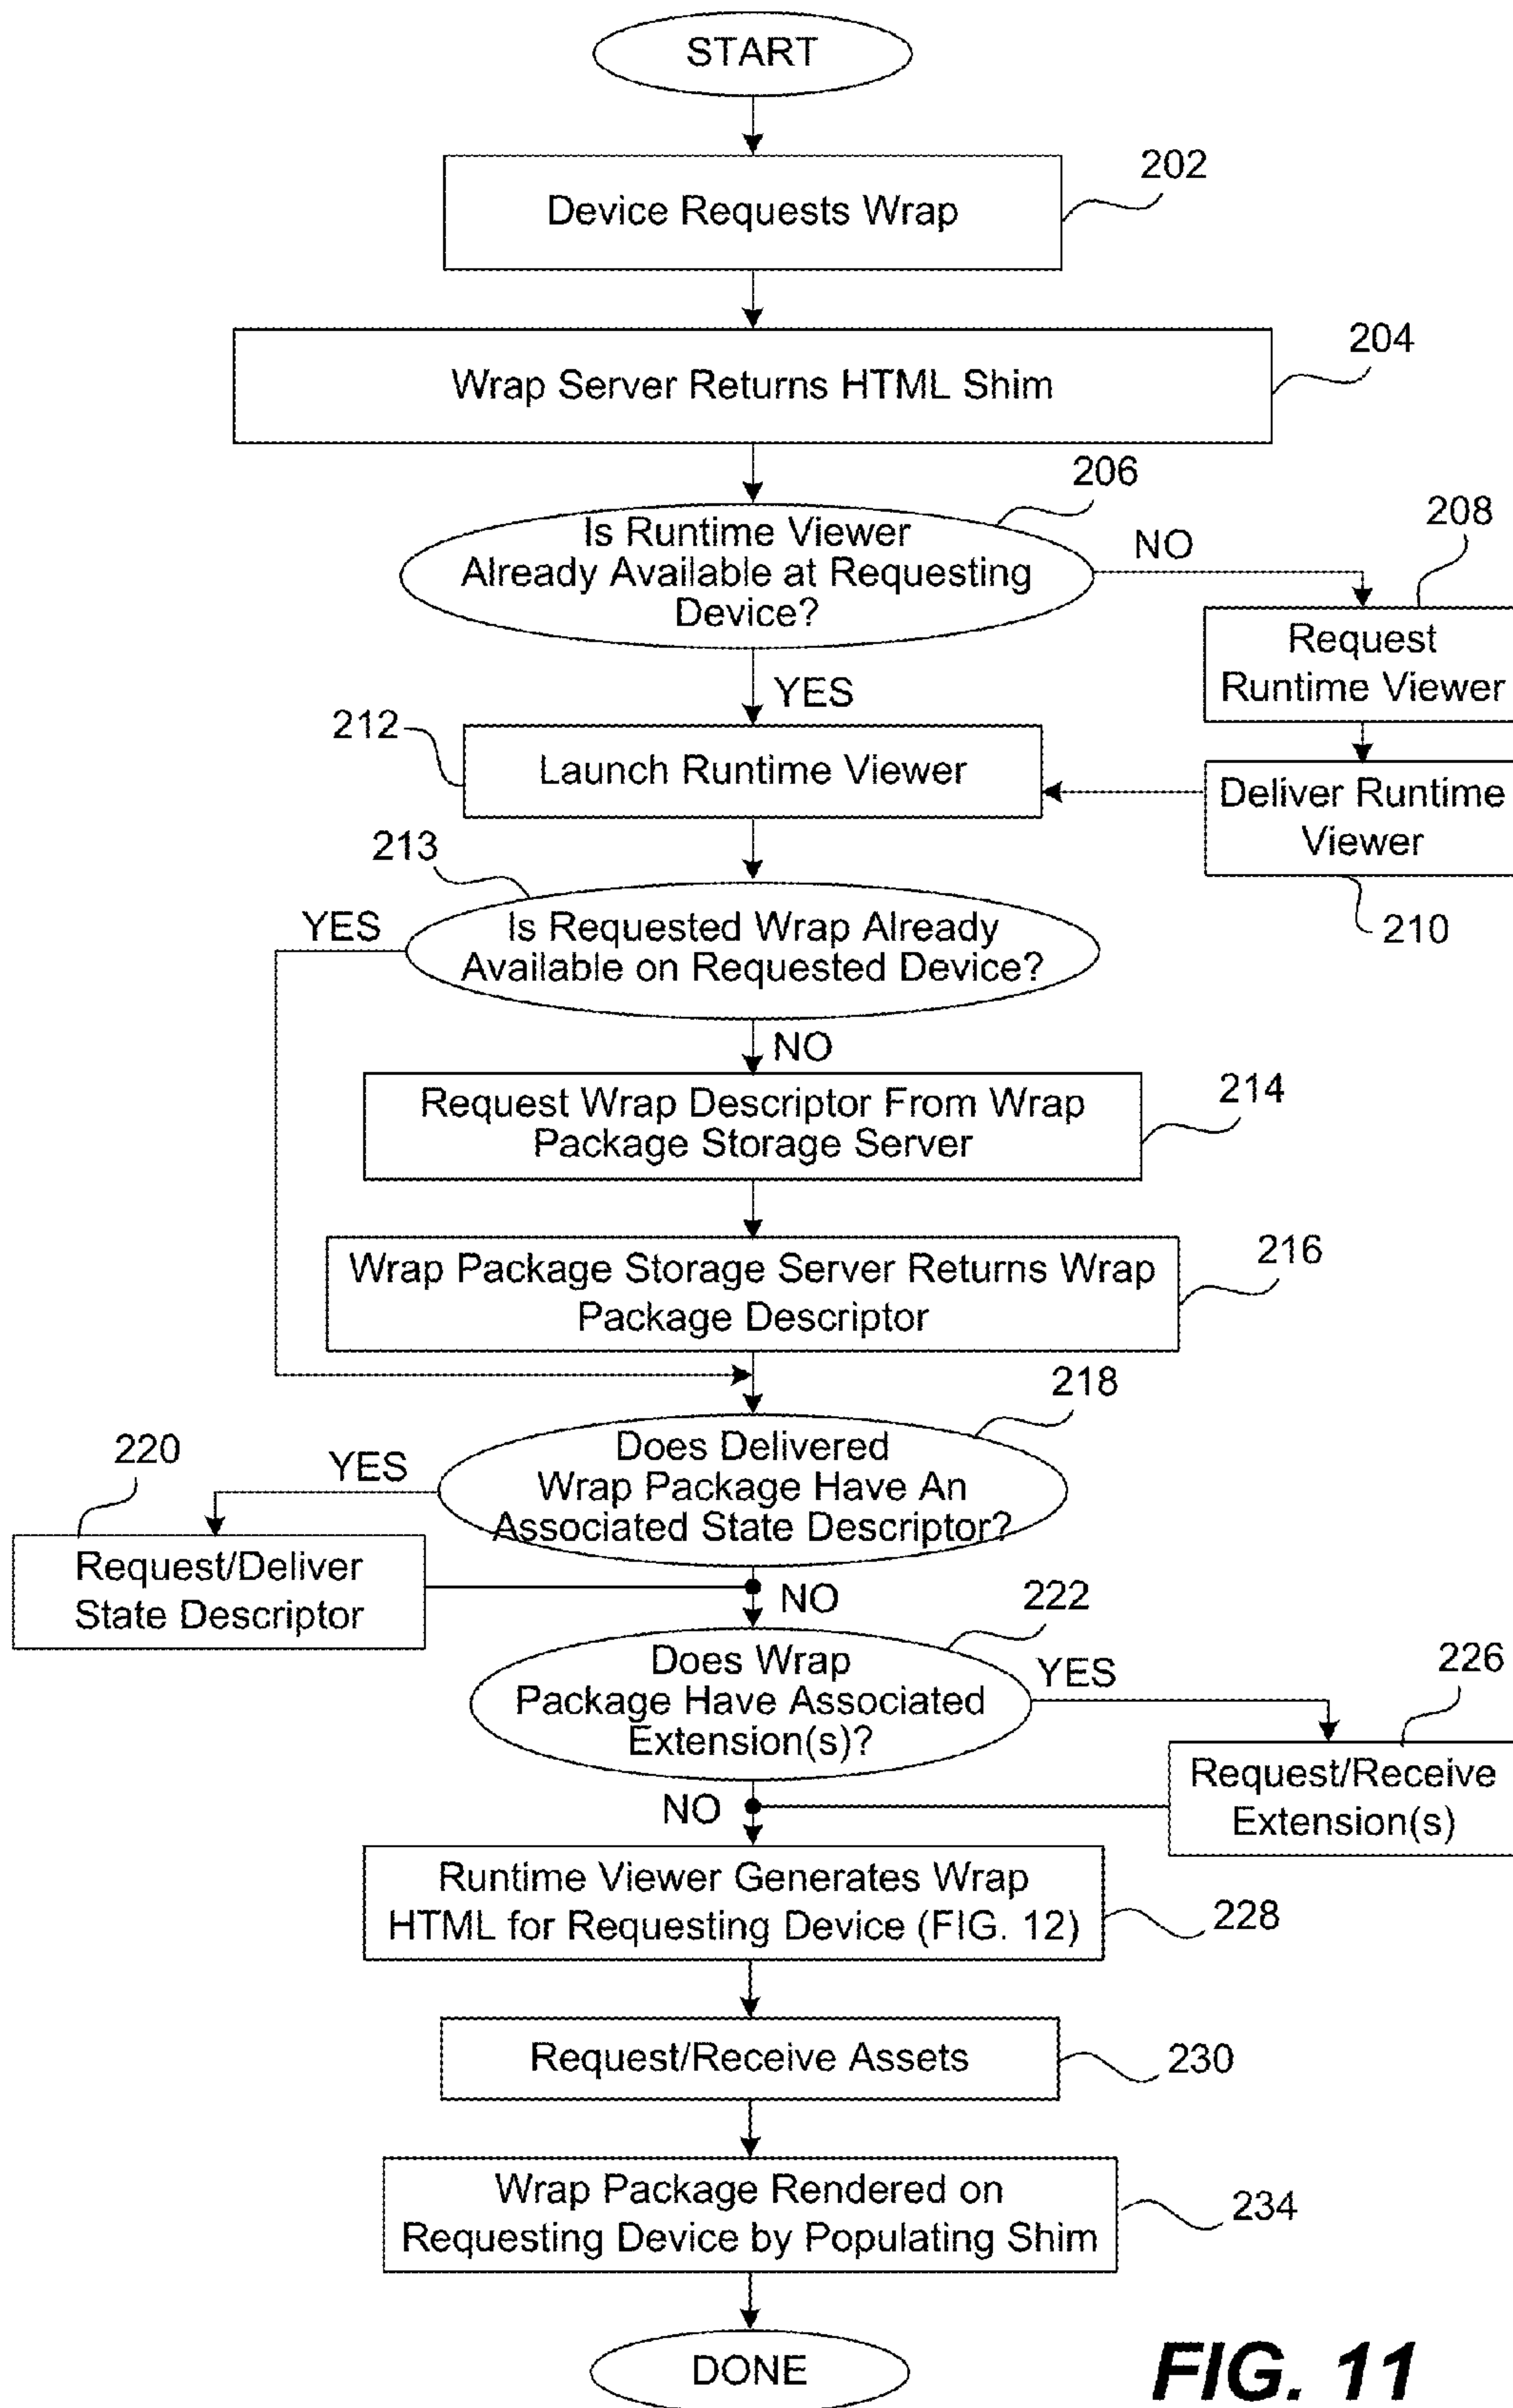 START
202
Device Requests Wrap
204
Wrap Server Returns HTML Shim
206
Is Runtime Viewer
Already Available at Requesting
Device?
NO
208
Request
Runtime Viewer
YES
212
Launch Runtime Viewer
Deliver Runtime
Viewer
210
213
YES
Is Requested Wrap Already
Available on Requested Device?
NO
214
Request Wrap Descriptor From Wrap
Package Storage Server
216
Wrap Package Storage Server Returns Wrap
Package Descriptor
218
Does Delivered
Wrap Package Have An
Associated State Descriptor?
YES
220
Request/Deliver
State Descriptor
NO
222
Does Wrap
Package Have Associated
Extension(s)?
YES
226
Request/Receive
Extension(s)
NO
Runtime Viewer Generates Wrap
HTML for Requesting Device (FIG. 12)
228
Request/Receive Assets
230
Wrap Package Rendered on
Requesting Device by Populating Shim
234
DONE
FIG. 11